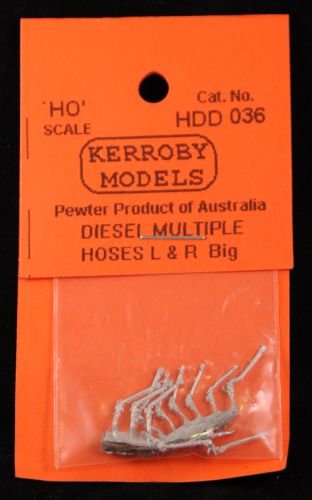 'HO'
SCALE
Cat. No.
HDD 036
KERROBY
MODELS
Pewter Product of Australia
DIESEL MULTIPLE
HOSES L & R Big